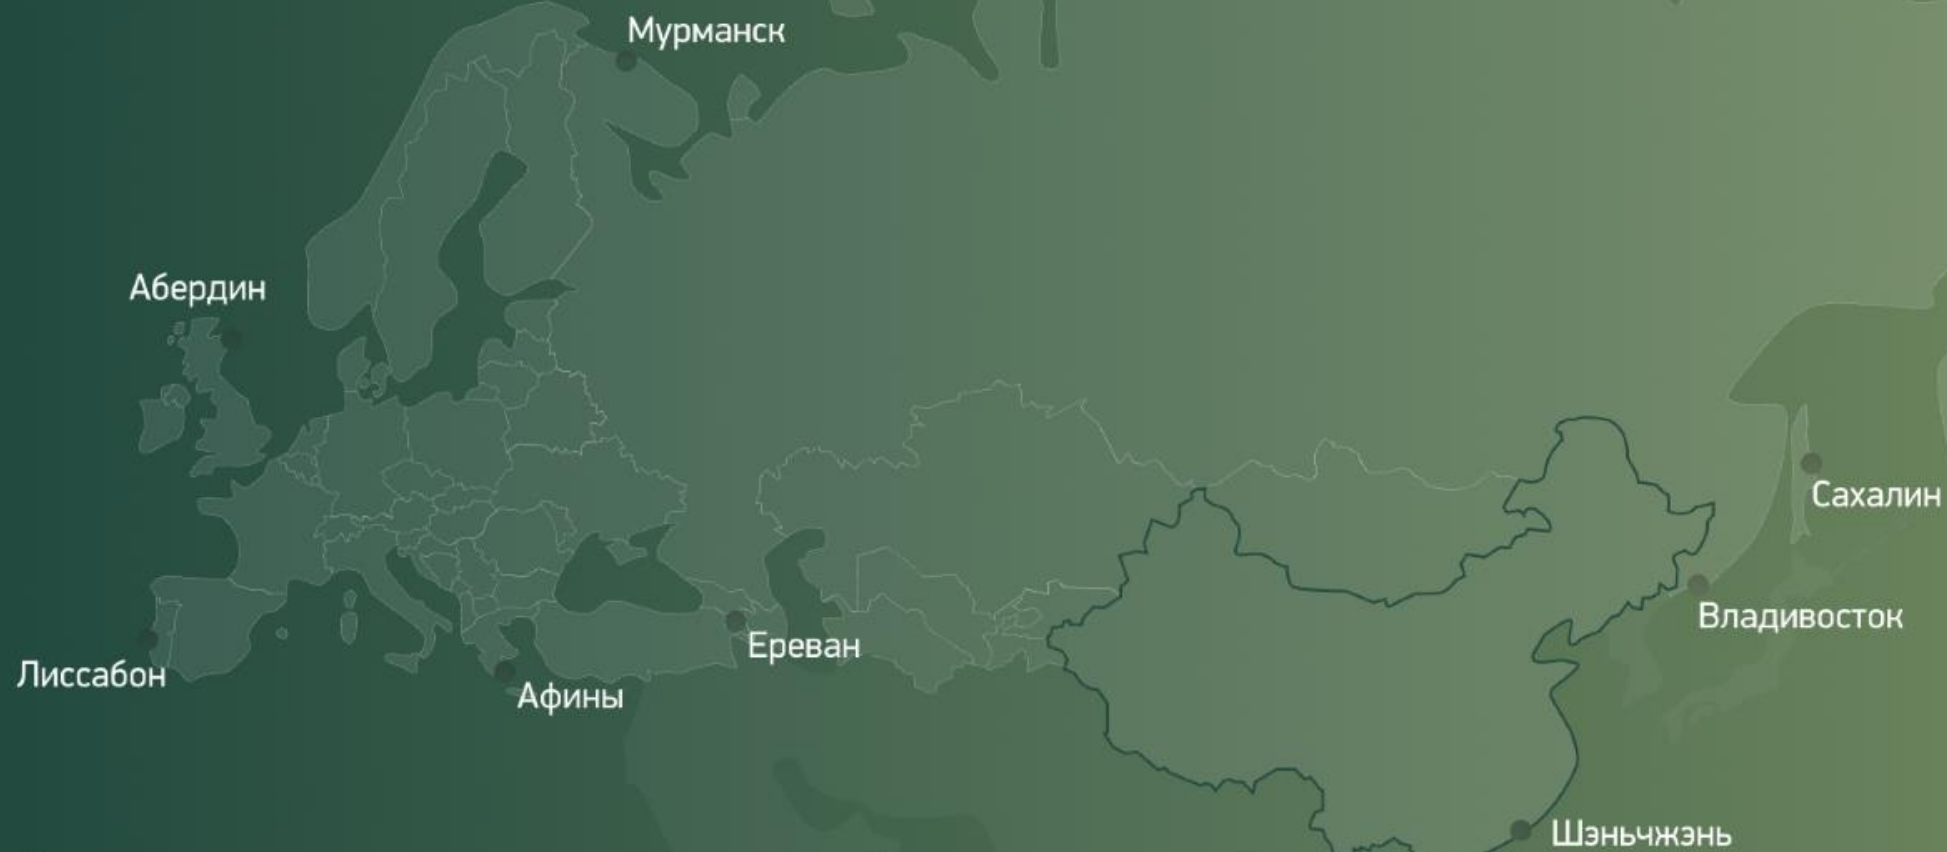 Мурманск
Абердин
Сахалин
Владивосток
Ереван
Лиссабон
Афины
Шэньчжэнь